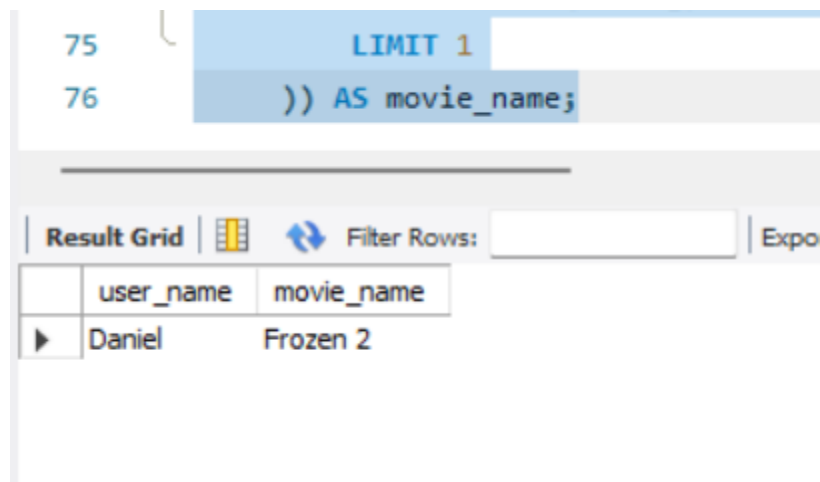 75 LIMIT 1
76 )) AS movie_name;
Result Grid Filter Rows: Expo
user_name movie_name
Daniel Frozen 2